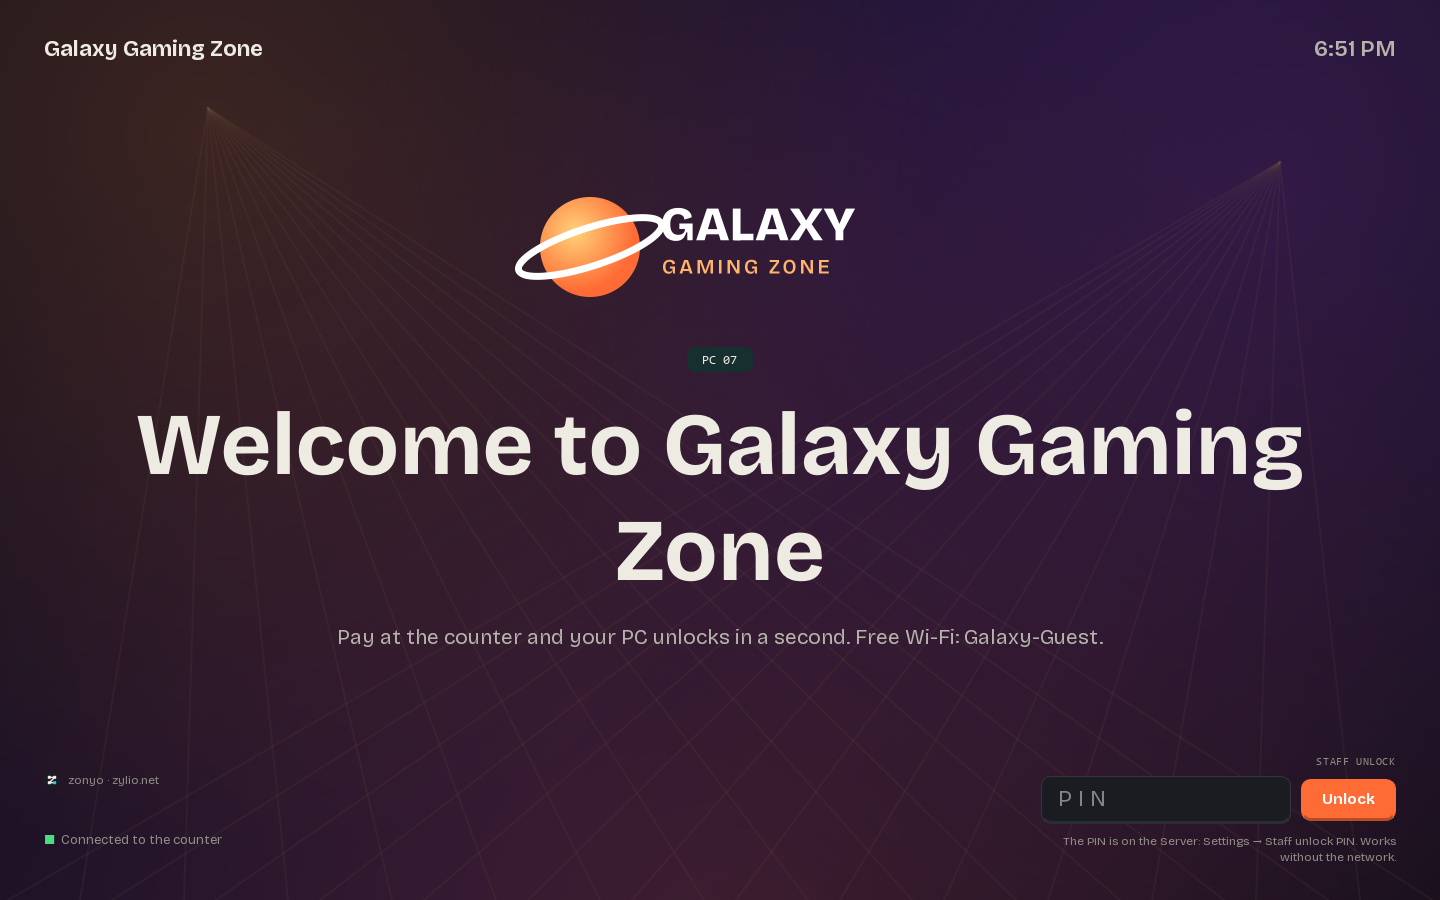 Galaxy Gaming Zone
6:51 PM
GALAXY
GAMING ZONE
PC 07
Welcome to Galaxy Gaming
Zone
Pay at the counter and your PC unlocks in a second. Free Wi-Fi: Galaxy-Guest.
zonyo · zylio.net
Connected to the counter
STAFF UNLOCK
PIN
Unlock
The PIN is on the Server: Settings → Staff unlock PIN. Works
without the network.